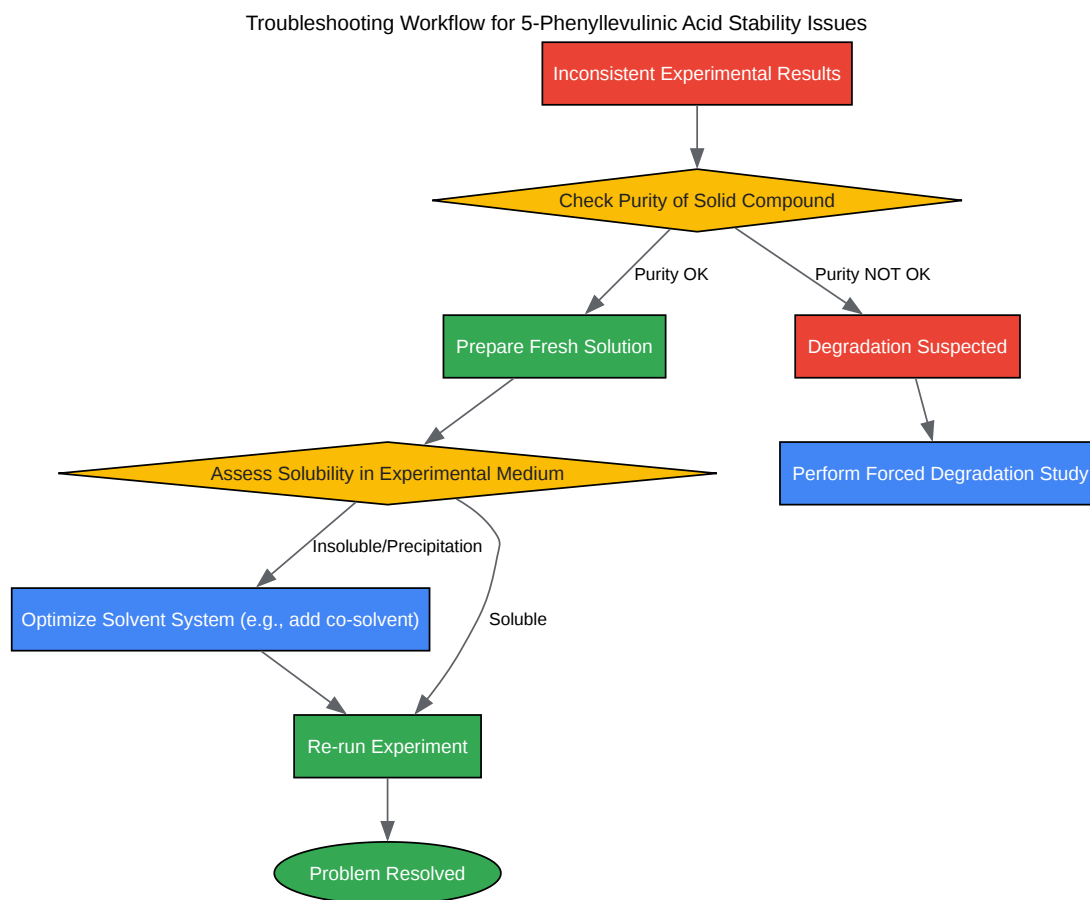 Troubleshooting Workflow for 5-Phenyllevulinic Acid Stability Issues
Inconsistent Experimental Results
Check Purity of Solid Compound
Purity OK
Purity NOT OK
Prepare Fresh Solution
Degradation Suspected
Assess Solubility in Experimental Medium
Perform Forced Degradation Study
Insoluble/Precipitation
Optimize Solvent System (e.g., add co-solvent)
Soluble
Re-run Experiment
Problem Resolved